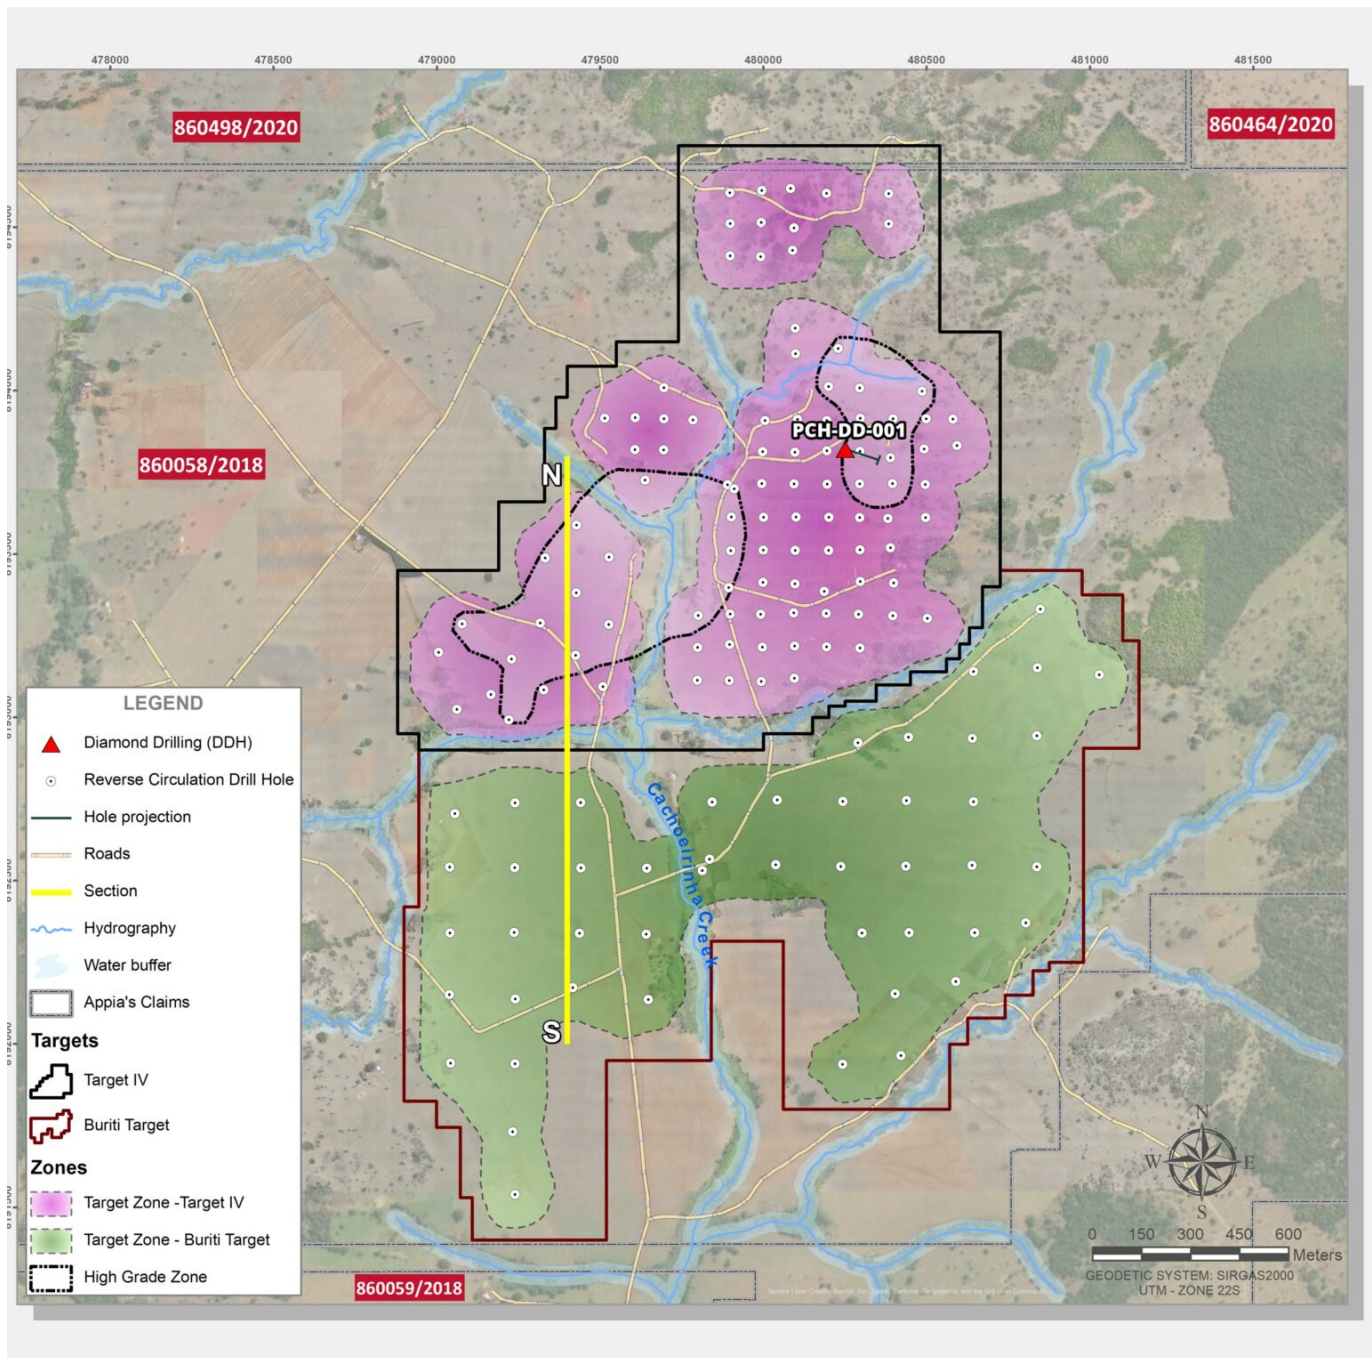 478000 478500 479000 479500 480000 480500 481000 481500
860498/2020
860464/2020
PCH-DD-001
860058/2018
N
LEGEND
Diamond Drilling (DDH)
Reverse Circulation Drill Hole
Hole projection
Roads
Section
Hydrography
Water buffer
Appia's Claims
Targets
Target IV
Buriti Target
Zones
Target Zone -Target IV
Target Zone - Buriti Target
High Grade Zone
Cachoeirinha Creek
S
N
W E
S
0 150 300 450 600
Meters
GEODETIC SYSTEM: SIRGAS2000
UTM - ZONE 22S
860059/2018